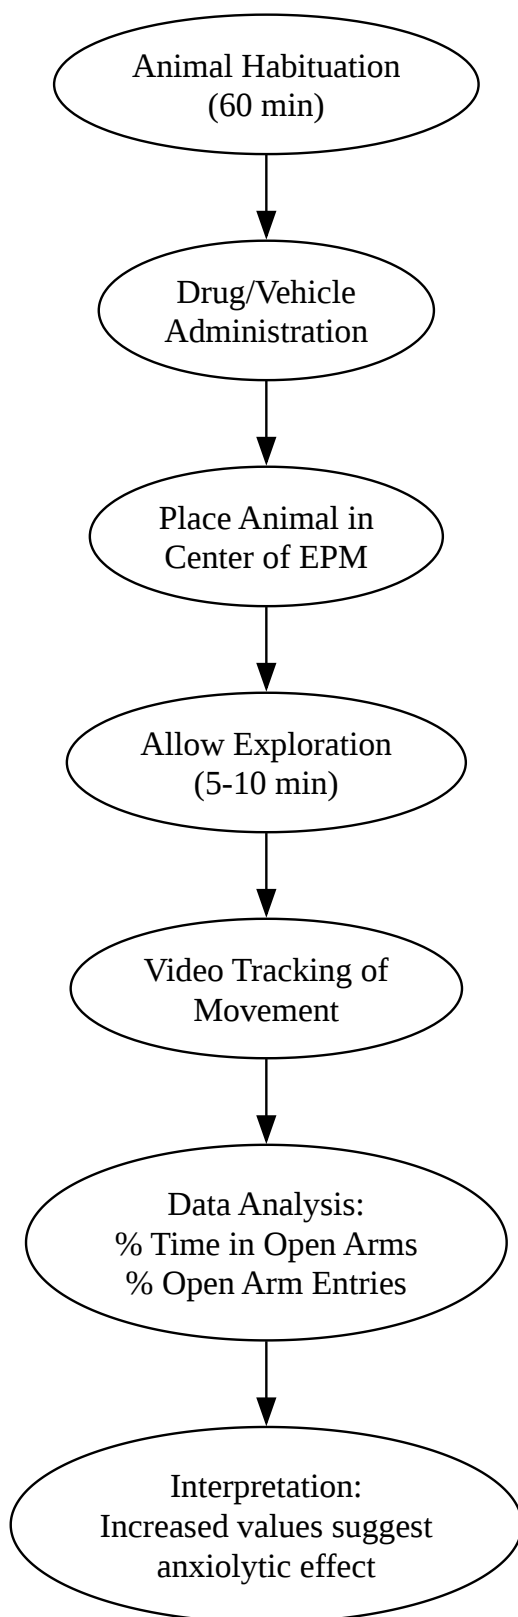 Animal Habituation
(60 min)
Drug/Vehicle
Administration
Place Animal in
Center of EPM
Allow Exploration
(5-10 min)
Video Tracking of
Movement
Data Analysis:
% Time in Open Arms
% Open Arm Entries
Interpretation:
Increased values suggest
anxiolytic effect